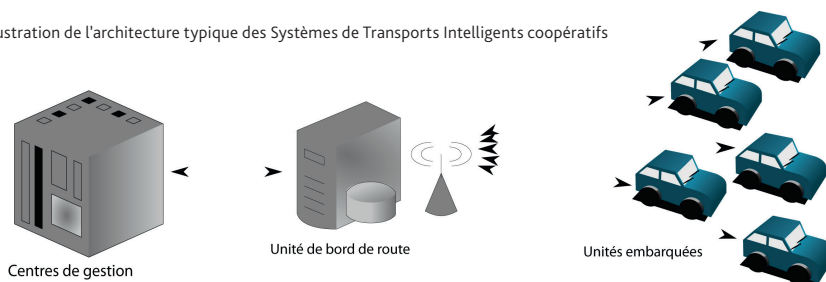 ustration de l'architecture typique des Systèmes de Transports Intelligents coopératifs
Unité de bord de route
Unités embarquées
Centres de gestion